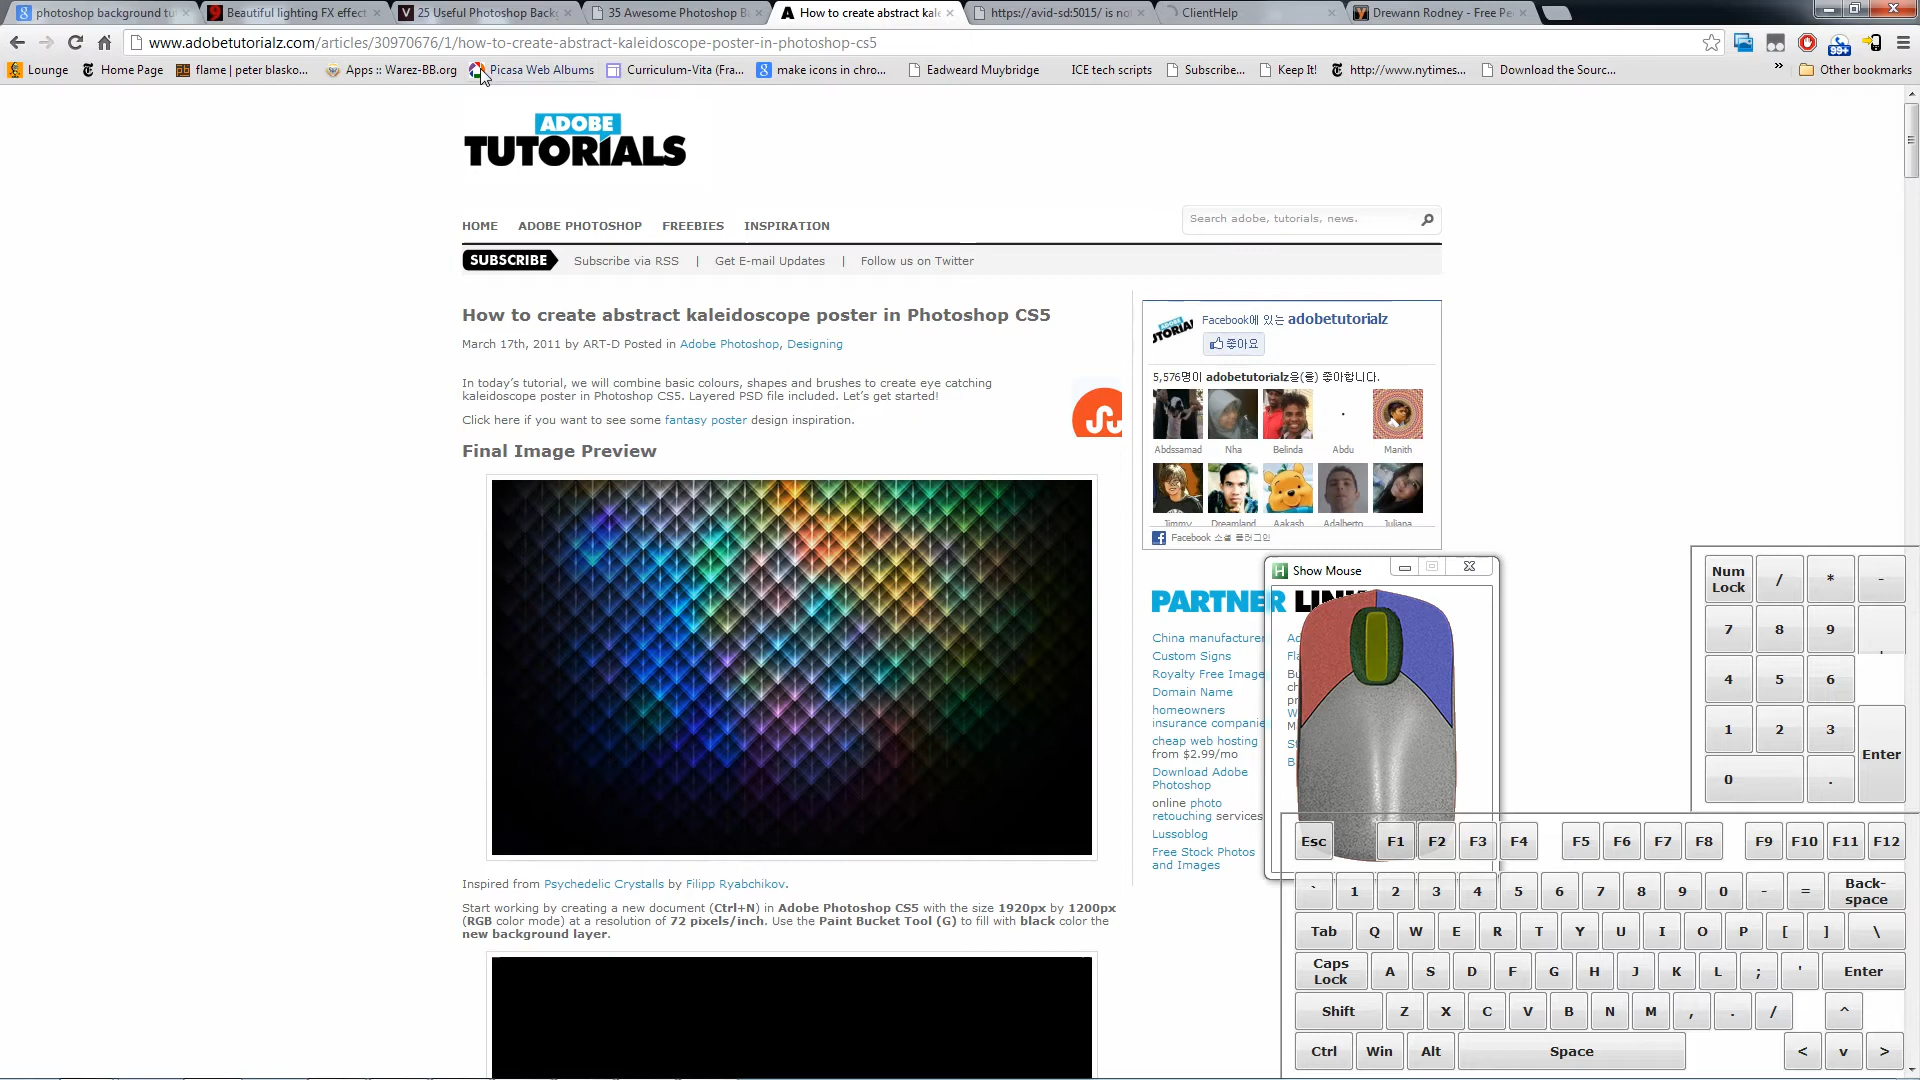 photoshop background tu
Beautiful lighting FX effect
25 Useful Photoshop Back
35 Awesome Photoshop B
How to create abstract kal
https://avid-sd:5015/ is no
ClientHelp
Drewann Rodney - Free Pe
www.adobetutorialz.com/articles/30970676/1/how-to-create-abstract-kaleidoscope-poster-in-photoshop-cs5
99+
Lounge
Home Page
flame | peter blasko...
Apps :: Warez-BB.org
Picasa Web Albums
Curriculum-Vita (Fra...
make icons in chro...
Eadweard Muybridge
ICE tech scripts
Subscribe...
Keep It!
http://www.nytimes...
Download the Sourc...
»
Other bookmarks
ADOBE
TUTORIALS
HOME
ADOBE PHOTOSHOP
FREEBIES
INSPIRATION
Search adobe, tutorials, news.
SUBSCRIBE
Subscribe via RSS | Get E-mail Updates | Follow us on Twitter
How to create abstract kaleidoscope poster in Photoshop CS5
March 17th, 2011 by ART-D Posted in Adobe Photoshop, Designing
In today's tutorial, we will combine basic colours, shapes and brushes to create eye catching
kaleidoscope poster in Photoshop CS5. Layered PSD file included. Let's get started!
Click here if you want to see some fantasy poster design inspiration.
Final Image Preview
Inspired from Psychedelic Crystalls by Filipp Ryabchikov.
Start working by creating a new document (Ctrl+N) in Adobe Photoshop CS5 with the size 1920px by 1200px
(RGB color mode) at a resolution of 72 pixels/inch. Use the Paint Bucket Tool (G) to fill with black color the
new background layer.
Facebook에 있는 adobetutorialz
좋아요
5,576명이 adobetutorialz을(를) 좋아합니다.
Abdssamad
Nha
Belinda
Abdu
Manith
Jimmy
Dreamland
Aakash
Adalberto
Juliana
Facebook 소셜 플러그인
PARTNER LINK
China manufacturer
Custom Signs
Royalty Free Image
Domain Name
homeowners
insurance companie
cheap web hosting
from $2.99/mo
Download Adobe
Photoshop
online photo
retouching services
Lussoblog
Free Stock Photos
and Images
Show Mouse
Num
Lock
/
*
-
7
8
9
4
5
6
1
2
3
Enter
0
.
Esc
F1
F2
F3
F4
F5
F6
F7
F8
F9
F10
F11
F12
`
1
2
3
4
5
6
7
8
9
0
-
=
Back-
space
Tab
Q
W
E
R
T
Y
U
I
O
P
[
]
\
Caps
Lock
A
S
D
F
G
H
J
K
L
;
'
Enter
Shift
Z
X
C
V
B
N
M
,
.
/
^
Ctrl
Win
Alt
Space
<
v
>